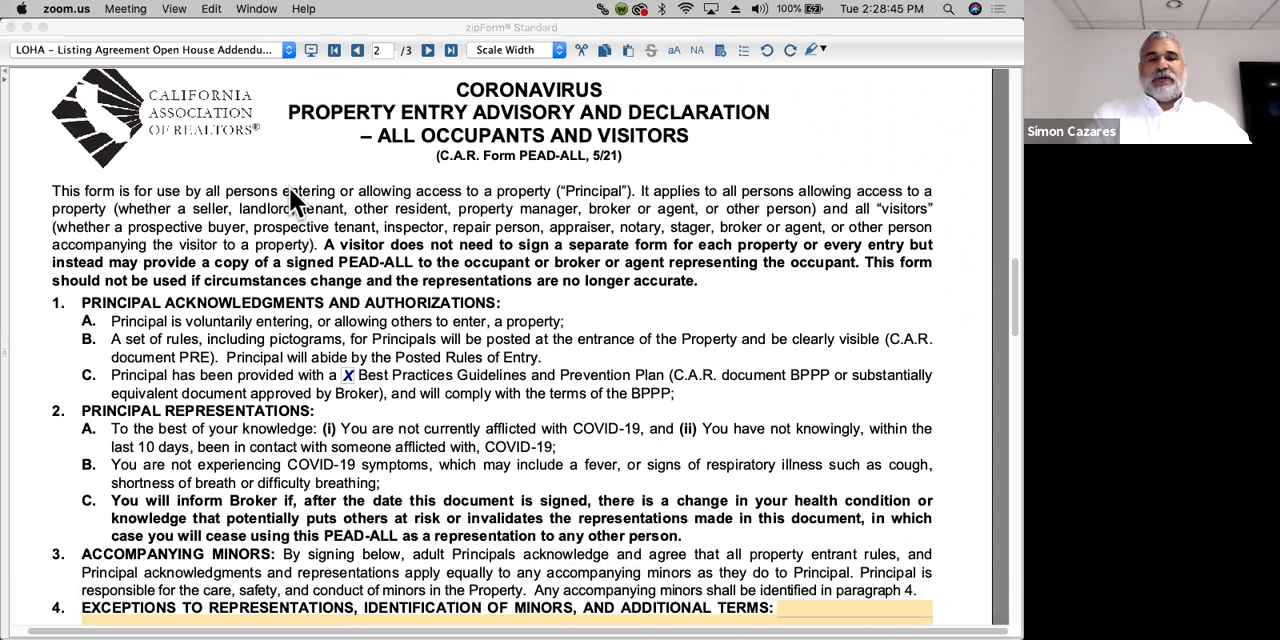 zoom.us Meeting View Edit Window Help 100% Tue 2:28:45 PM
zipForm® Standard
LOHA - Listing Agreement Open House Addendu... 2 /3 Scale Width aA NA
CALIFORNIA
ASSOCIATION
OF REALTORS®
CORONAVIRUS
PROPERTY ENTRY ADVISORY AND DECLARATION
– ALL OCCUPANTS AND VISITORS
(C.A.R. Form PEAD-ALL, 5/21)
Simon Cazares
This form is for use by all persons entering or allowing access to a property (“Principal”). It applies to all persons allowing access to a
property (whether a seller, landlord, tenant, other resident, property manager, broker or agent, or other person) and all “visitors”
(whether a prospective buyer, prospective tenant, inspector, repair person, appraiser, notary, stager, broker or agent, or other person
accompanying the visitor to a property). A visitor does not need to sign a separate form for each property or every entry but
instead may provide a copy of a signed PEAD-ALL to the occupant or broker or agent representing the occupant. This form
should not be used if circumstances change and the representations are no longer accurate.
1. PRINCIPAL ACKNOWLEDGMENTS AND AUTHORIZATIONS:
A. Principal is voluntarily entering, or allowing others to enter, a property;
B. A set of rules, including pictograms, for Principals will be posted at the entrance of the Property and be clearly visible (C.A.R.
document PRE). Principal will abide by the Posted Rules of Entry.
C. Principal has been provided with a X Best Practices Guidelines and Prevention Plan (C.A.R. document BPPP or substantially
equivalent document approved by Broker), and will comply with the terms of the BPPP;
2. PRINCIPAL REPRESENTATIONS:
A. To the best of your knowledge: (i) You are not currently afflicted with COVID-19, and (ii) You have not knowingly, within the
last 10 days, been in contact with someone afflicted with, COVID-19;
B. You are not experiencing COVID-19 symptoms, which may include a fever, or signs of respiratory illness such as cough,
shortness of breath or difficulty breathing;
C. You will inform Broker if, after the date this document is signed, there is a change in your health condition or
knowledge that potentially puts others at risk or invalidates the representations made in this document, in which
case you will cease using this PEAD-ALL as a representation to any other person.
3. ACCOMPANYING MINORS: By signing below, adult Principals acknowledge and agree that all property entrant rules, and
Principal acknowledgments and representations apply equally to any accompanying minors as they do to Principal. Principal is
responsible for the care, safety, and conduct of minors in the Property. Any accompanying minors shall be identified in paragraph 4.
4. EXCEPTIONS TO REPRESENTATIONS, IDENTIFICATION OF MINORS, AND ADDITIONAL TERMS: